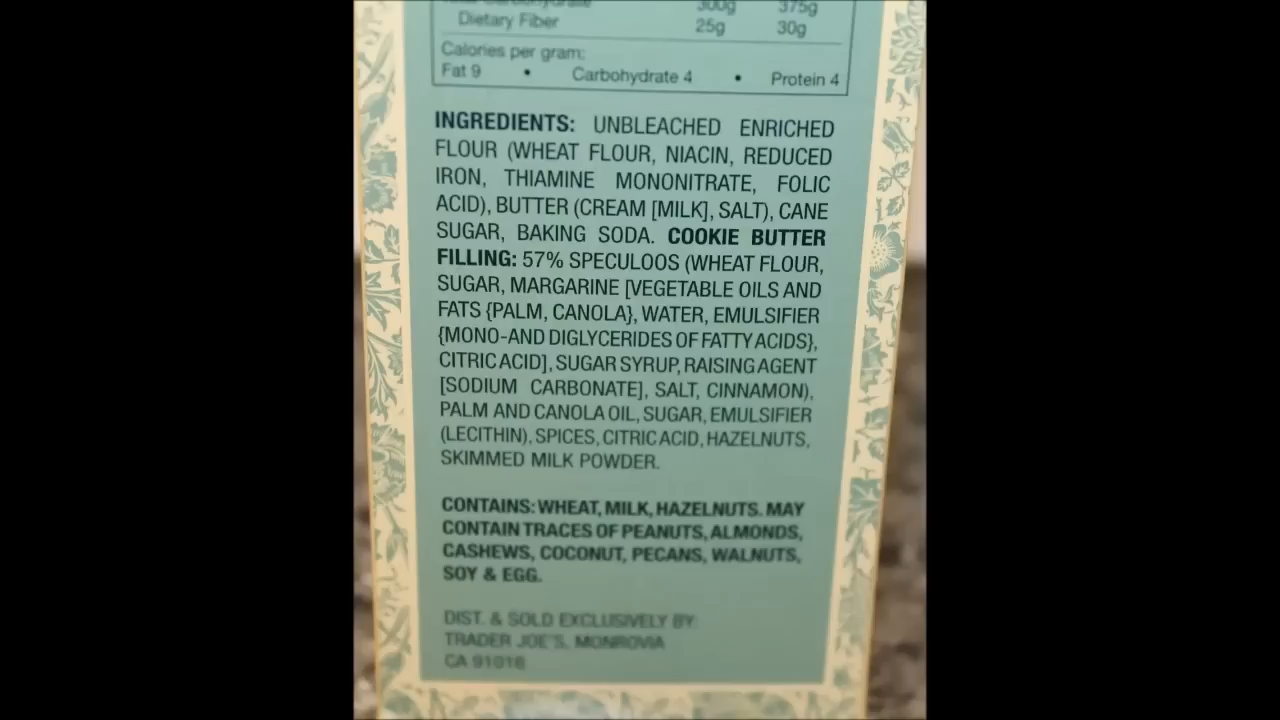 Total Carbohydrate 300g 375g
Dietary Fiber 25g 30g
Calories per gram:
Fat 9 • Carbohydrate 4 • Protein 4
INGREDIENTS: UNBLEACHED ENRICHED
FLOUR (WHEAT FLOUR, NIACIN, REDUCED
IRON, THIAMINE MONONITRATE, FOLIC
ACID), BUTTER (CREAM [MILK], SALT), CANE
SUGAR, BAKING SODA. COOKIE BUTTER
FILLING: 57% SPECULOOS (WHEAT FLOUR,
SUGAR, MARGARINE [VEGETABLE OILS AND
FATS {PALM, CANOLA}, WATER, EMULSIFIER
{MONO-AND DIGLYCERIDES OF FATTY ACIDS},
CITRIC ACID], SUGAR SYRUP, RAISING AGENT
[SODIUM CARBONATE], SALT, CINNAMON),
PALM AND CANOLA OIL, SUGAR, EMULSIFIER
(LECITHIN), SPICES, CITRIC ACID, HAZELNUTS,
SKIMMED MILK POWDER.
CONTAINS: WHEAT, MILK, HAZELNUTS. MAY
CONTAIN TRACES OF PEANUTS, ALMONDS,
CASHEWS, COCONUT, PECANS, WALNUTS,
SOY & EGG.
DIST. & SOLD EXCLUSIVELY BY:
TRADER JOE'S, MONROVIA
CA 91016